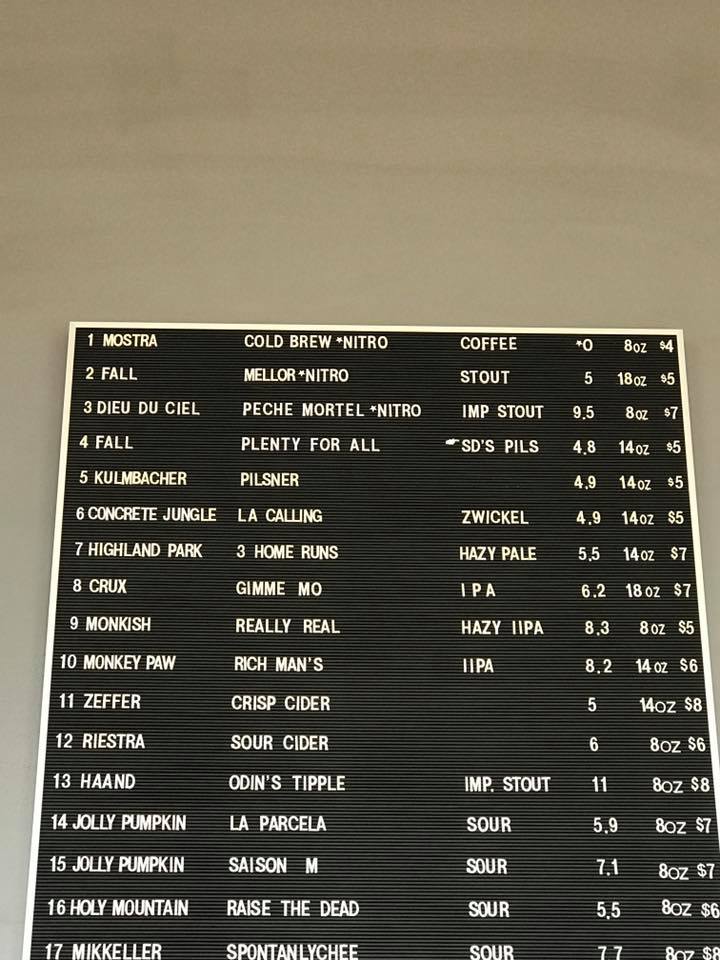 1 MOSTRA COLD BREW *NITRO COFFEE *0 8OZ $4
2 FALL MELLOR *NITRO STOUT 5 18OZ $5
3 DIEU DU CIEL PECHE MORTEL *NITRO IMP STOUT 9.5 8OZ $7
4 FALL PLENTY FOR ALL SD'S PILS 4.8 14OZ $5
5 KULMBACHER PILSNER 4.9 14OZ $5
6 CONCRETE JUNGLE LA CALLING ZWICKEL 4.9 14OZ $5
7 HIGHLAND PARK 3 HOME RUNS HAZY PALE 5.5 14OZ $7
8 CRUX GIMME MO IPA 6.2 18OZ $7
9 MONKISH REALLY REAL HAZY IIPA 8.3 8OZ $5
10 MONKEY PAW RICH MAN'S IIPA 8.2 14OZ $6
11 ZEFFER CRISP CIDER 5 14OZ $8
12 RIESTRA SOUR CIDER 6 8OZ $6
13 HAAND ODIN'S TIPPLE IMP. STOUT 11 8OZ $8
14 JOLLY PUMPKIN LA PARCELA SOUR 5.9 8OZ $7
15 JOLLY PUMPKIN SAISON M SOUR 7.1 8OZ $7
16 HOLY MOUNTAIN RAISE THE DEAD SOUR 5.5 8OZ $6
17 MIKKELLER SPONTANLYCHEE SOUR 7.7 8OZ $8